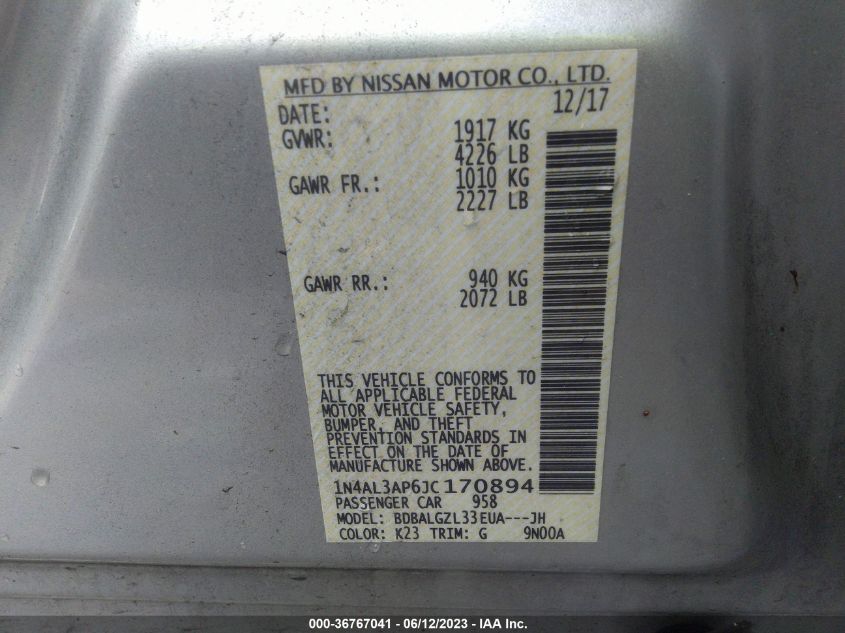 MFD BY NISSAN MOTOR CO., LTD.
DATE: 12/17
GVWR: 1917 KG
4226 LB
GAWR FR.: 1010 KG
2227 LB
GAWR RR.: 940 KG
2072 LB
THIS VEHICLE CONFORMS TO
ALL APPLICABLE FEDERAL
MOTOR VEHICLE SAFETY,
BUMPER, AND THEFT
PREVENTION STANDARDS IN
EFFECT ON THE DATE OF
MANUFACTURE SHOWN ABOVE.
1N4AL3AP6JC170894
PASSENGER CAR 958
MODEL: BDBALGZL33EUA---JH
COLOR: K23 TRIM: G 9N00A
000-36767041 - 06/12/2023 - IAA Inc.